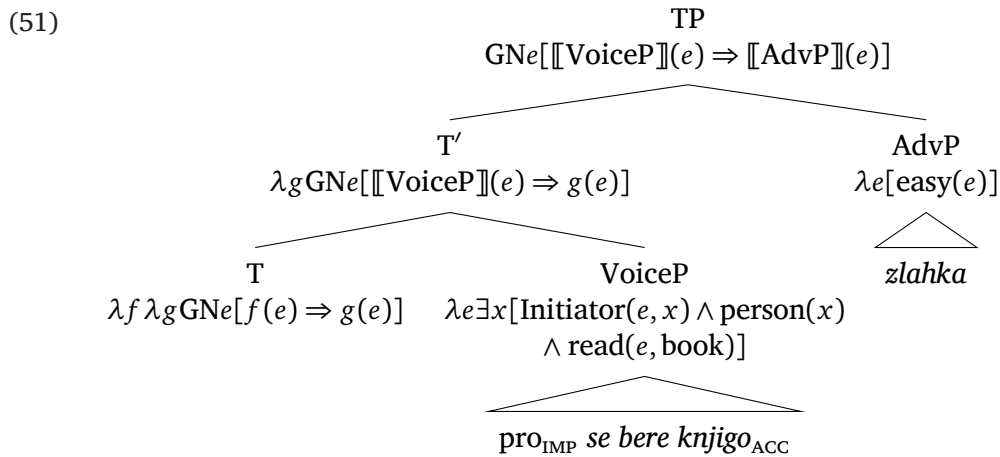 (51)
TP
GNe[⟦VoiceP⟧(e) ⇒ ⟦AdvP⟧(e)]
T′ AdvP
λgGNe[⟦VoiceP⟧(e) ⇒ g(e)] λe[easy(e)]
T VoiceP zlahka
λf λgGNe[f(e) ⇒ g(e)] λe∃x[Initiator(e, x) ∧ person(x)
∧ read(e, book)]
pro_IMP se bere knjigo_ACC